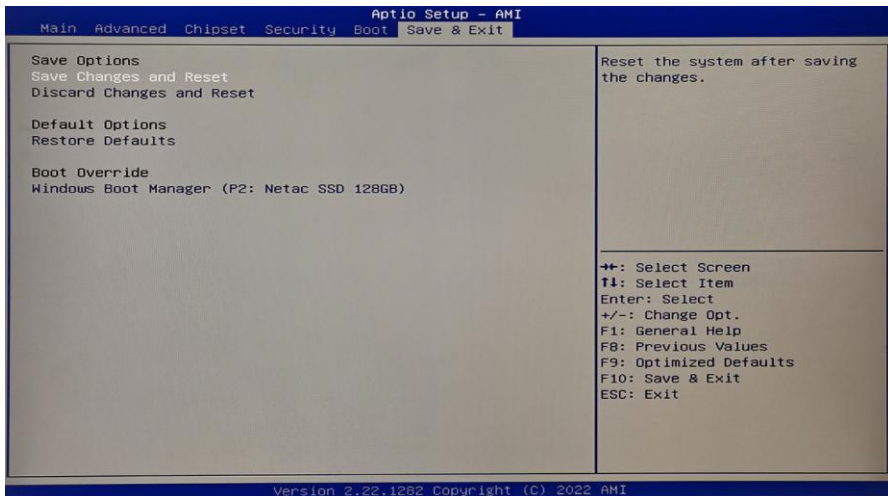 Aptio Setup – AMI
Main Advanced Chipset Security Boot Save & Exit
Save Options
Save Changes and Reset
Discard Changes and Reset
Default Options
Restore Defaults
Boot Override
Windows Boot Manager (P2: Netac SSD 128GB)
Reset the system after saving
the changes.
→←: Select Screen
↑↓: Select Item
Enter: Select
+/-: Change Opt.
F1: General Help
F8: Previous Values
F9: Optimized Defaults
F10: Save & Exit
ESC: Exit
Version 2.22.1282 Copyright (C) 2022 AMI